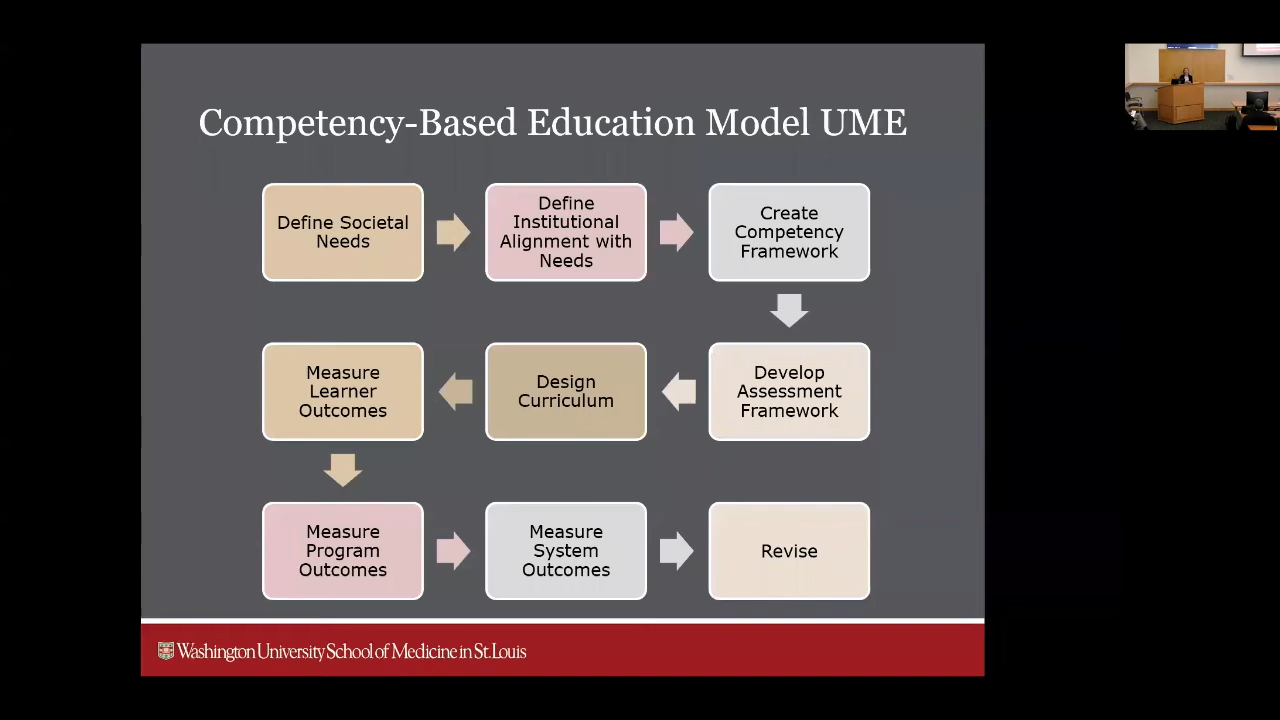 Competency-Based Education Model UME
Define Societal
Needs
Define
Institutional
Alignment with
Needs
Create
Competency
Framework
Develop
Assessment
Framework
Design
Curriculum
Measure
Learner
Outcomes
Measure
Program
Outcomes
Measure
System
Outcomes
Revise
Washington University School of Medicine in St. Louis